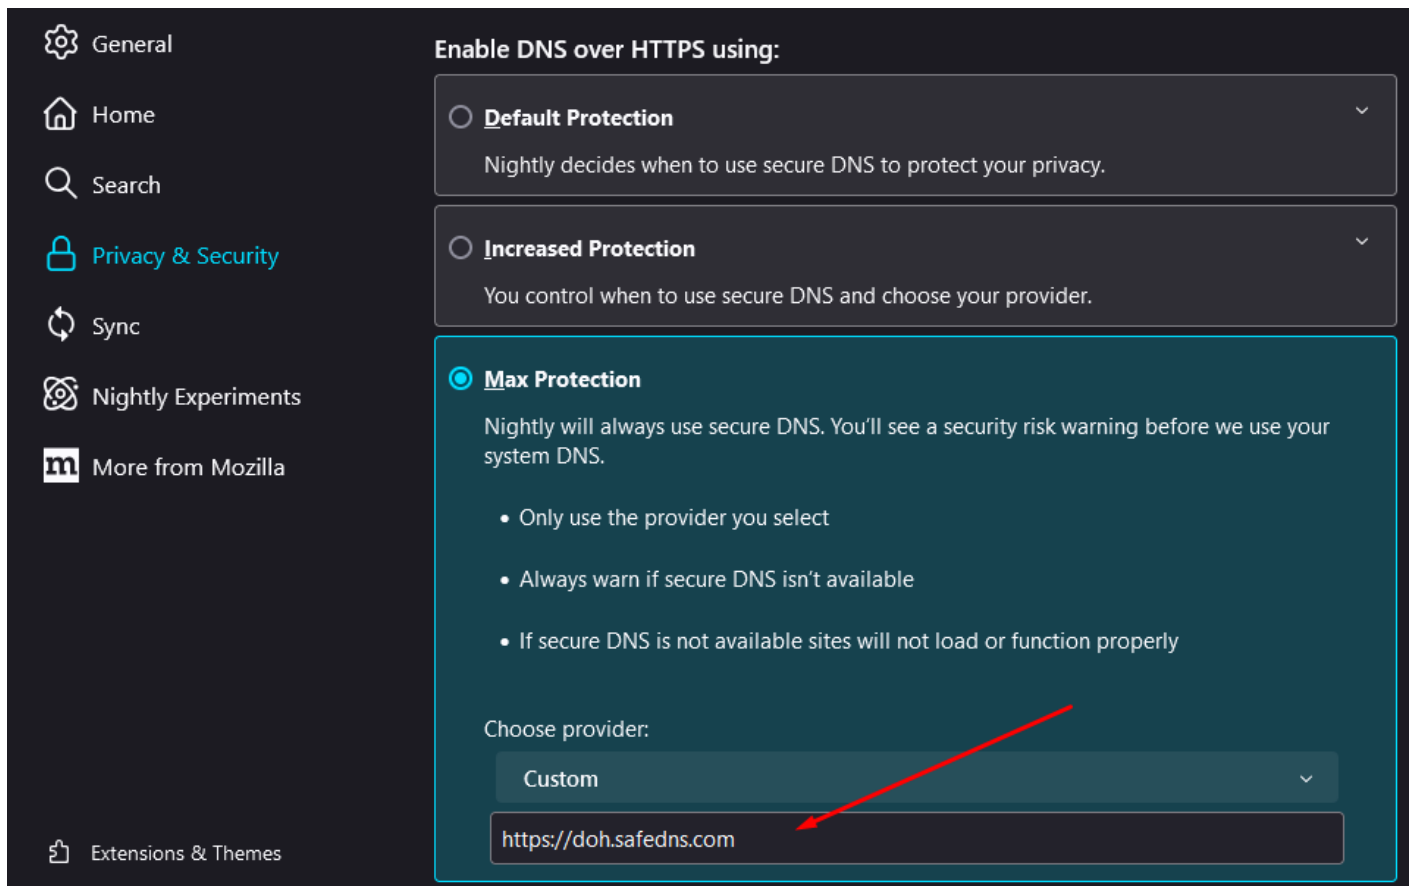 General
Home
Search
Privacy & Security
Sync
Nightly Experiments
m
More from Mozilla
Extensions & Themes
Enable DNS over HTTPS using:
Default Protection
Nightly decides when to use secure DNS to protect your privacy.
Increased Protection
You control when to use secure DNS and choose your provider.
Max Protection
Nightly will always use secure DNS. You’ll see a security risk warning before we use your
system DNS.
• Only use the provider you select
• Always warn if secure DNS isn’t available
• If secure DNS is not available sites will not load or function properly
Choose provider:
Custom
https://doh.safedns.com